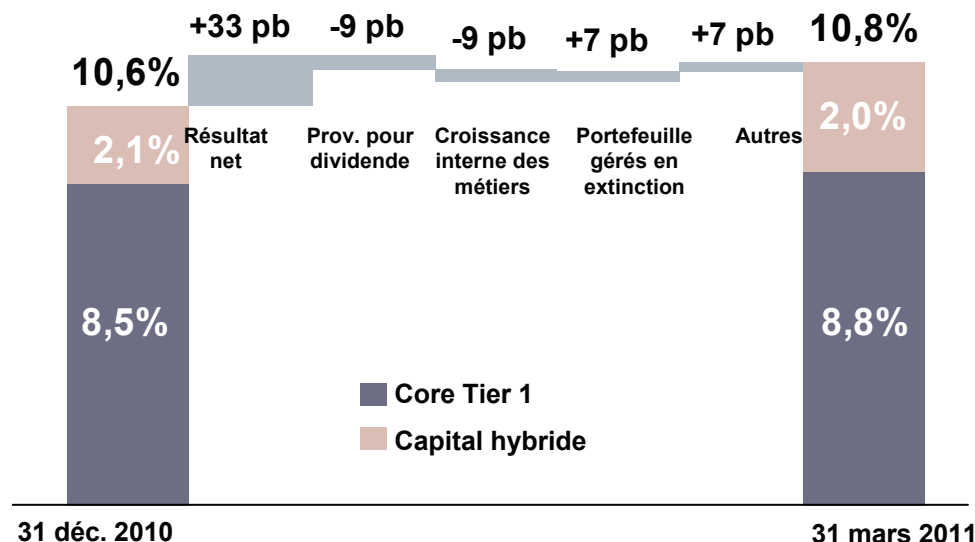 +33 pb
-9 pb
-9 pb
+7 pb
+7 pb
10,8%
10,6%
2,1%
Résultat
net
Prov. pour
dividende
Croissance
interne des
métiers
Portefeuille
gérés en
extinction
Autres
2,0%
8,5%
8,8%
Core Tier 1
Capital hybride
31 déc. 2010
31 mars 2011